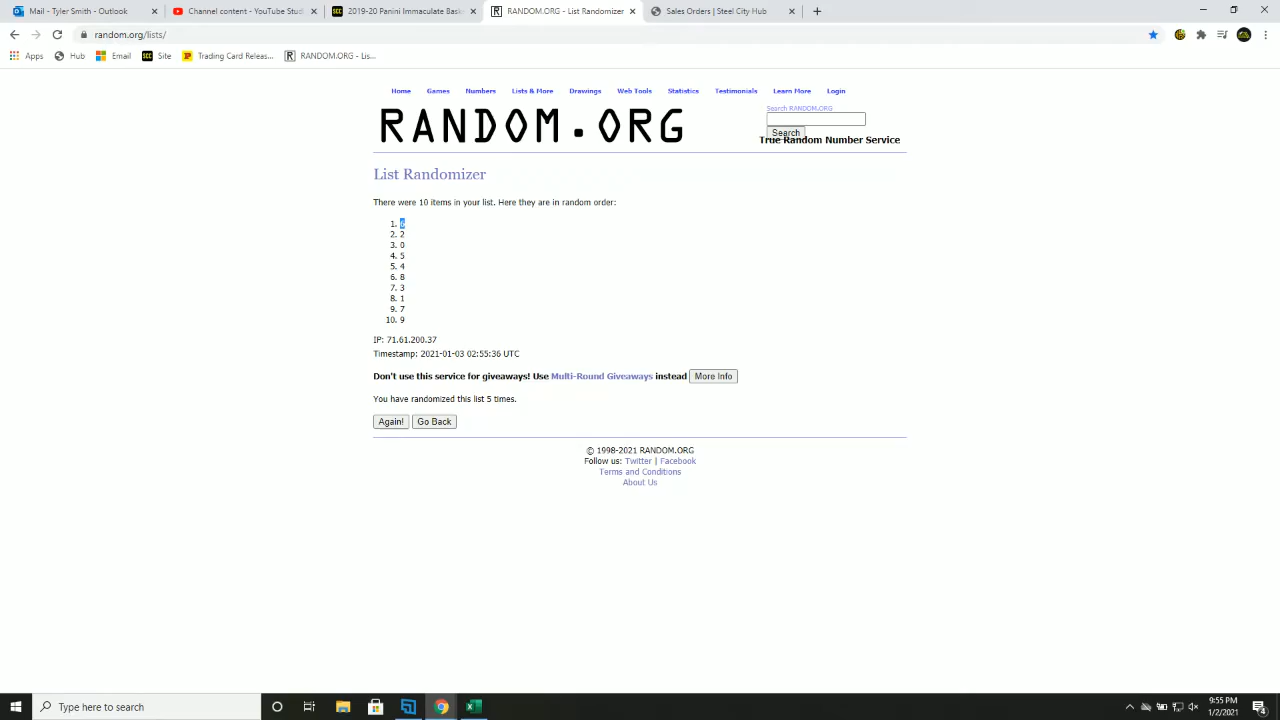 Mail - Tyler Smith - Outlook
Channel content - YouTube Stud
2019-20 Panini Immaculate Bask
RANDOM.ORG - List Randomizer
Sales Orders | Steel City-Hub
random.org/lists/
Apps
Hub
Email
Site
Trading Card Releas...
RANDOM.ORG - Lis...
Home
Games
Numbers
Lists & More
Drawings
Web Tools
Statistics
Testimonials
Learn More
Login
RANDOM.ORG
Search RANDOM.ORG
Search
True Random Number Service
List Randomizer
There were 10 items in your list. Here they are in random order:
1. 6
2. 2
3. 0
4. 5
5. 4
6. 8
7. 3
8. 1
9. 7
10. 9
IP: 71.61.200.37
Timestamp: 2021-01-03 02:55:36 UTC
Don't use this service for giveaways! Use Multi-Round Giveaways instead More Info
You have randomized this list 5 times.
Again! Go Back
© 1998-2021 RANDOM.ORG
Follow us: Twitter | Facebook
Terms and Conditions
About Us
Type here to search
9:55 PM
1/2/2021
4